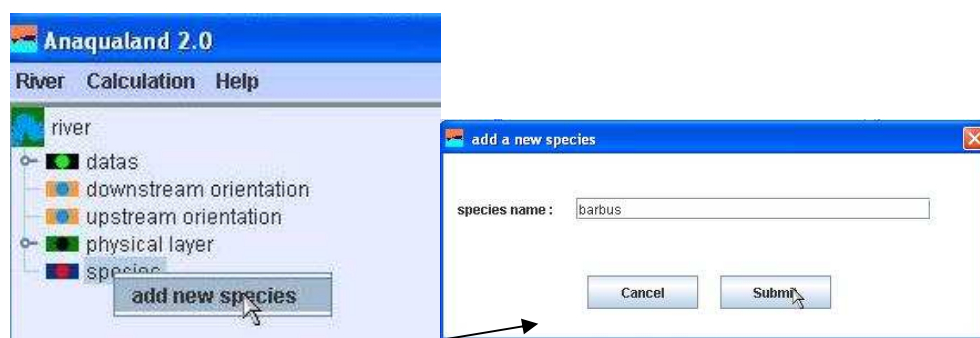 Anaqualand 2.0
River Calculation Help
river
datas
downstream orientation
upstream orientation
physical layer
species
add new species
add a new species
species name :
barbus
Cancel
Submit